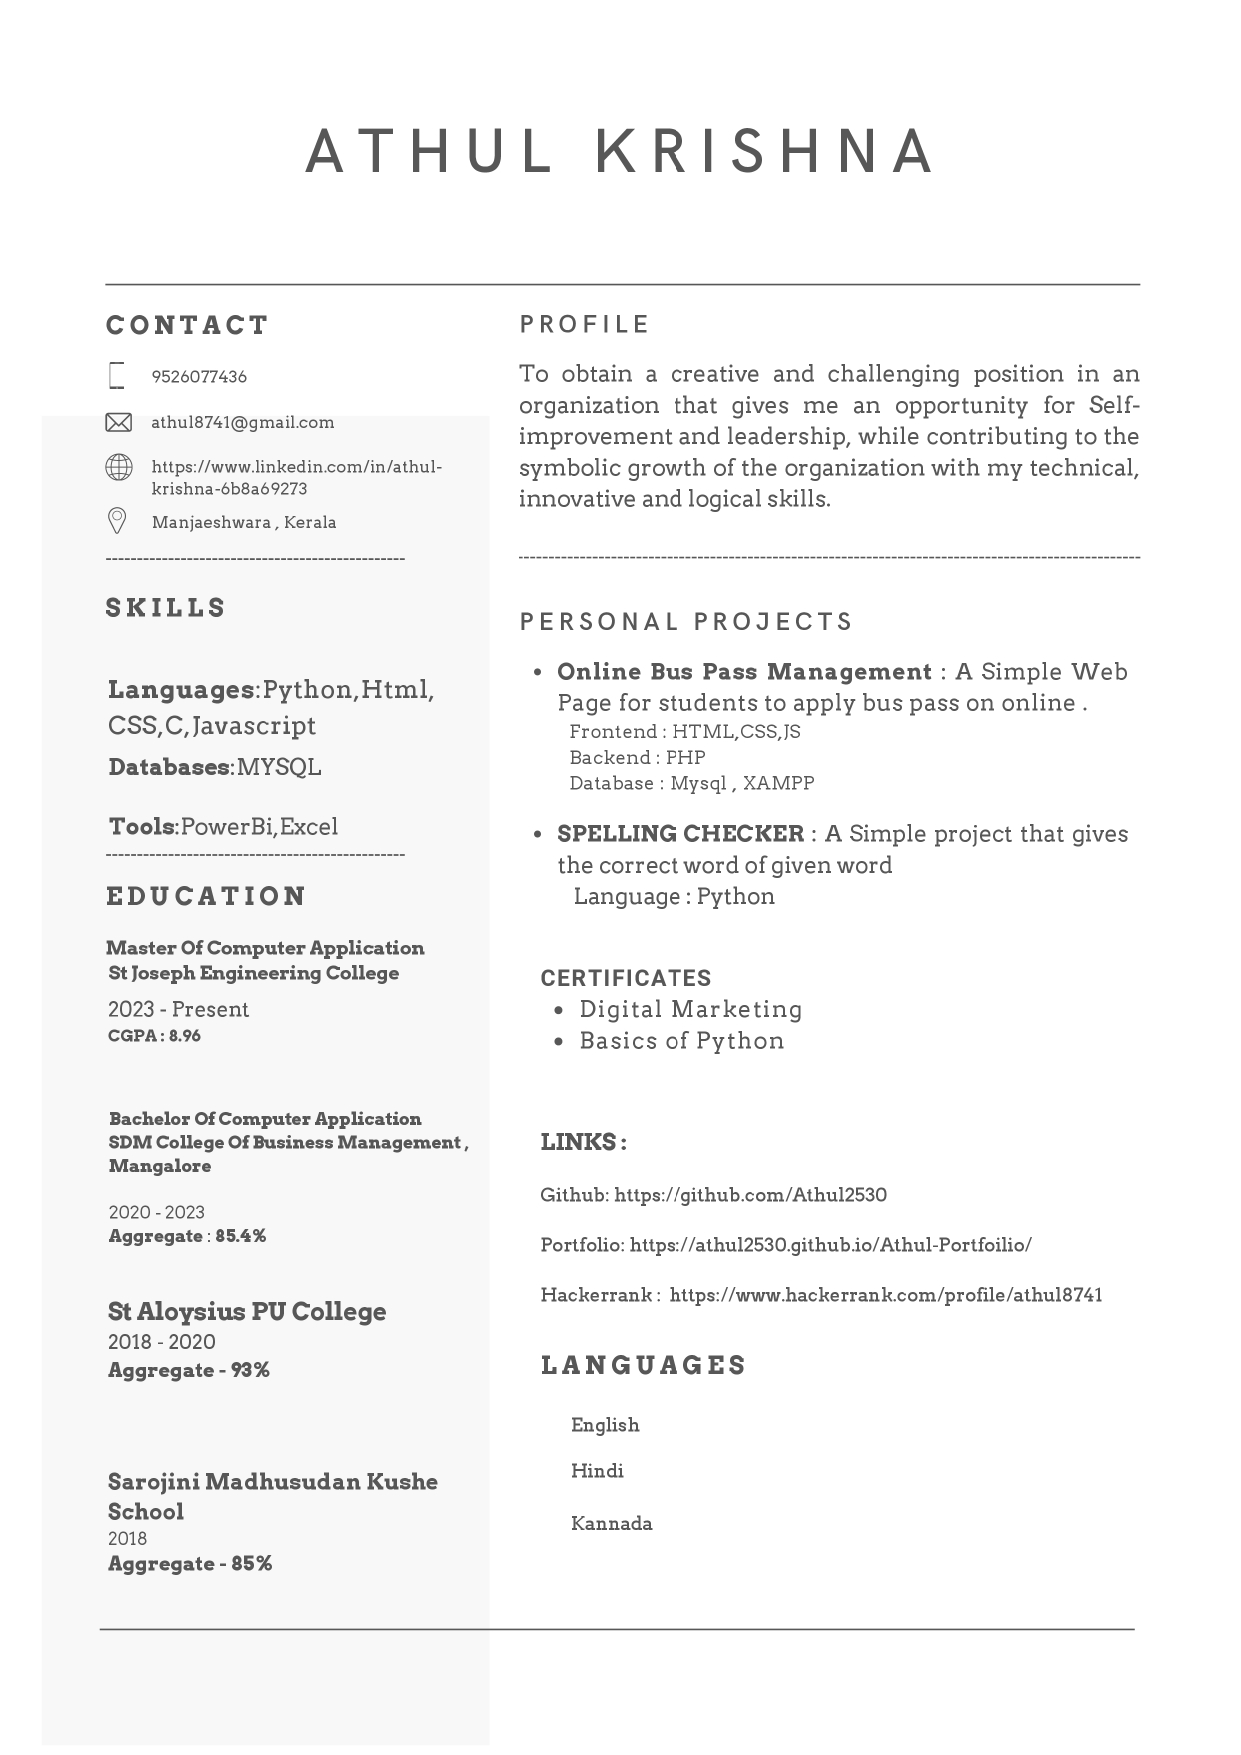 ATHUL KRISHNA
CONTACT
9526077436
athul8741@gmail.com
https://www.linkedin.com/in/athul-
krishna-6b8a69273
Manjaeshwara , Kerala
------------------------------------------------
SKILLS
Languages:Python,Html,
CSS,C,Javascript
Databases:MYSQL
Tools:PowerBi,Excel
------------------------------------------------
EDUCATION
Master Of Computer Application
St Joseph Engineering College
2023 - Present
CGPA : 8.96
Bachelor Of Computer Application
SDM College Of Business Management ,
Mangalore
2020 - 2023
Aggregate : 85.4%
St Aloysius PU College
2018 - 2020
Aggregate - 93%
Sarojini Madhusudan Kushe
School
2018
Aggregate - 85%
PROFILE
To obtain a creative and challenging position in an
organization that gives me an opportunity for Self-
improvement and leadership, while contributing to the
symbolic growth of the organization with my technical,
innovative and logical skills.
PERSONAL PROJECTS
• Online Bus Pass Management : A Simple Web
Page for students to apply bus pass on online .
Frontend : HTML,CSS,JS
Backend : PHP
Database : Mysql , XAMPP
• SPELLING CHECKER : A Simple project that gives
the correct word of given word
Language : Python
CERTIFICATES
• Digital Marketing
• Basics of Python
LINKS :
Github: https://github.com/Athul2530
Portfolio: https://athul2530.github.io/Athul-Portfoilio/
Hackerrank : https://www.hackerrank.com/profile/athul8741
LANGUAGES
English
Hindi
Kannada